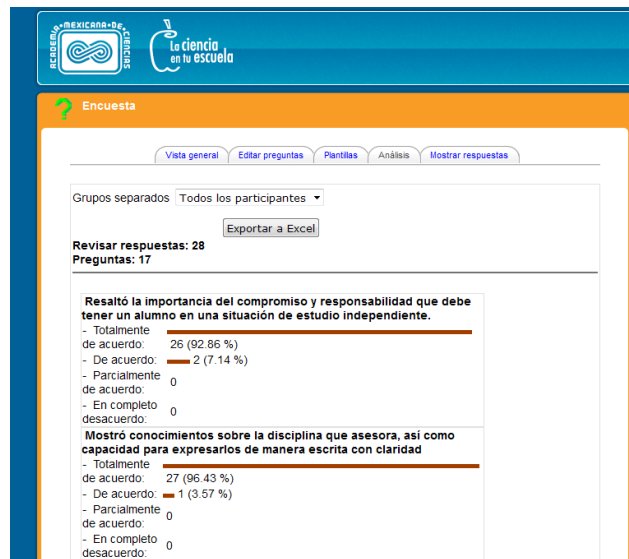 ACADEMIA•MEXICANA•DE•CIENCIAS
La ciencia
en tu escuela
Encuesta
Vista general
Editar preguntas
Plantillas
Análisis
Mostrar respuestas
Grupos separados Todos los participantes
Exportar a Excel
Revisar respuestas: 28
Preguntas: 17
Resaltó la importancia del compromiso y responsabilidad que debe
tener un alumno en una situación de estudio independiente.
- Totalmente
de acuerdo: 26 (92.86 %)
- De acuerdo: 2 (7.14 %)
- Parcialmente
de acuerdo: 0
- En completo
desacuerdo: 0
Mostró conocimientos sobre la disciplina que asesora, así como
capacidad para expresarlos de manera escrita con claridad
- Totalmente
de acuerdo: 27 (96.43 %)
- De acuerdo: 1 (3.57 %)
- Parcialmente
de acuerdo: 0
- En completo
desacuerdo: 0